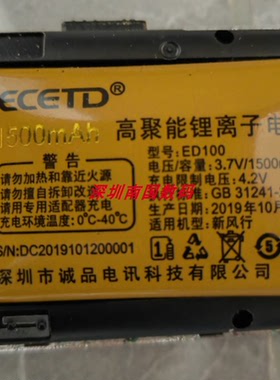 ECETD®
1500mAh
高聚能锂离子电
警告
请勿加热和靠近火源
请勿擅自拆卸改装
请用专用适配器充电
充电环境温度:0℃-40℃
型号:ED100
电压/容量:3.7V/1500
充电限制电压:4.2V
GB 31241-
生产日期:2019年10月
适用机型:新风行
S/N:DC2019101200001
深圳市诚品电讯科技有限
深圳南国数码